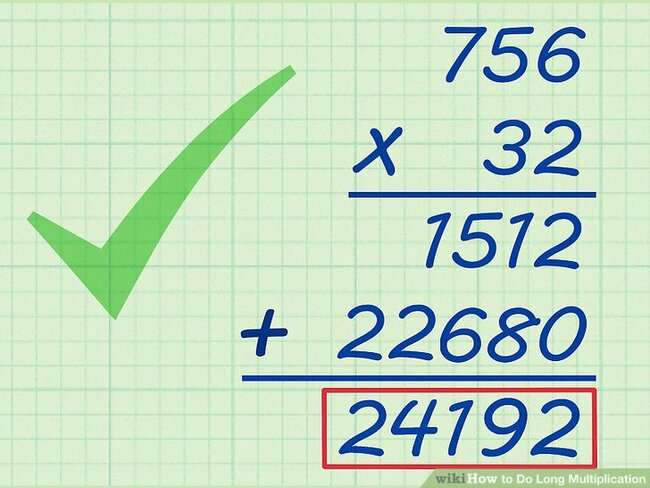 756
x 32
1512
+ 22680
24192
wikiHow to Do Long Multiplication